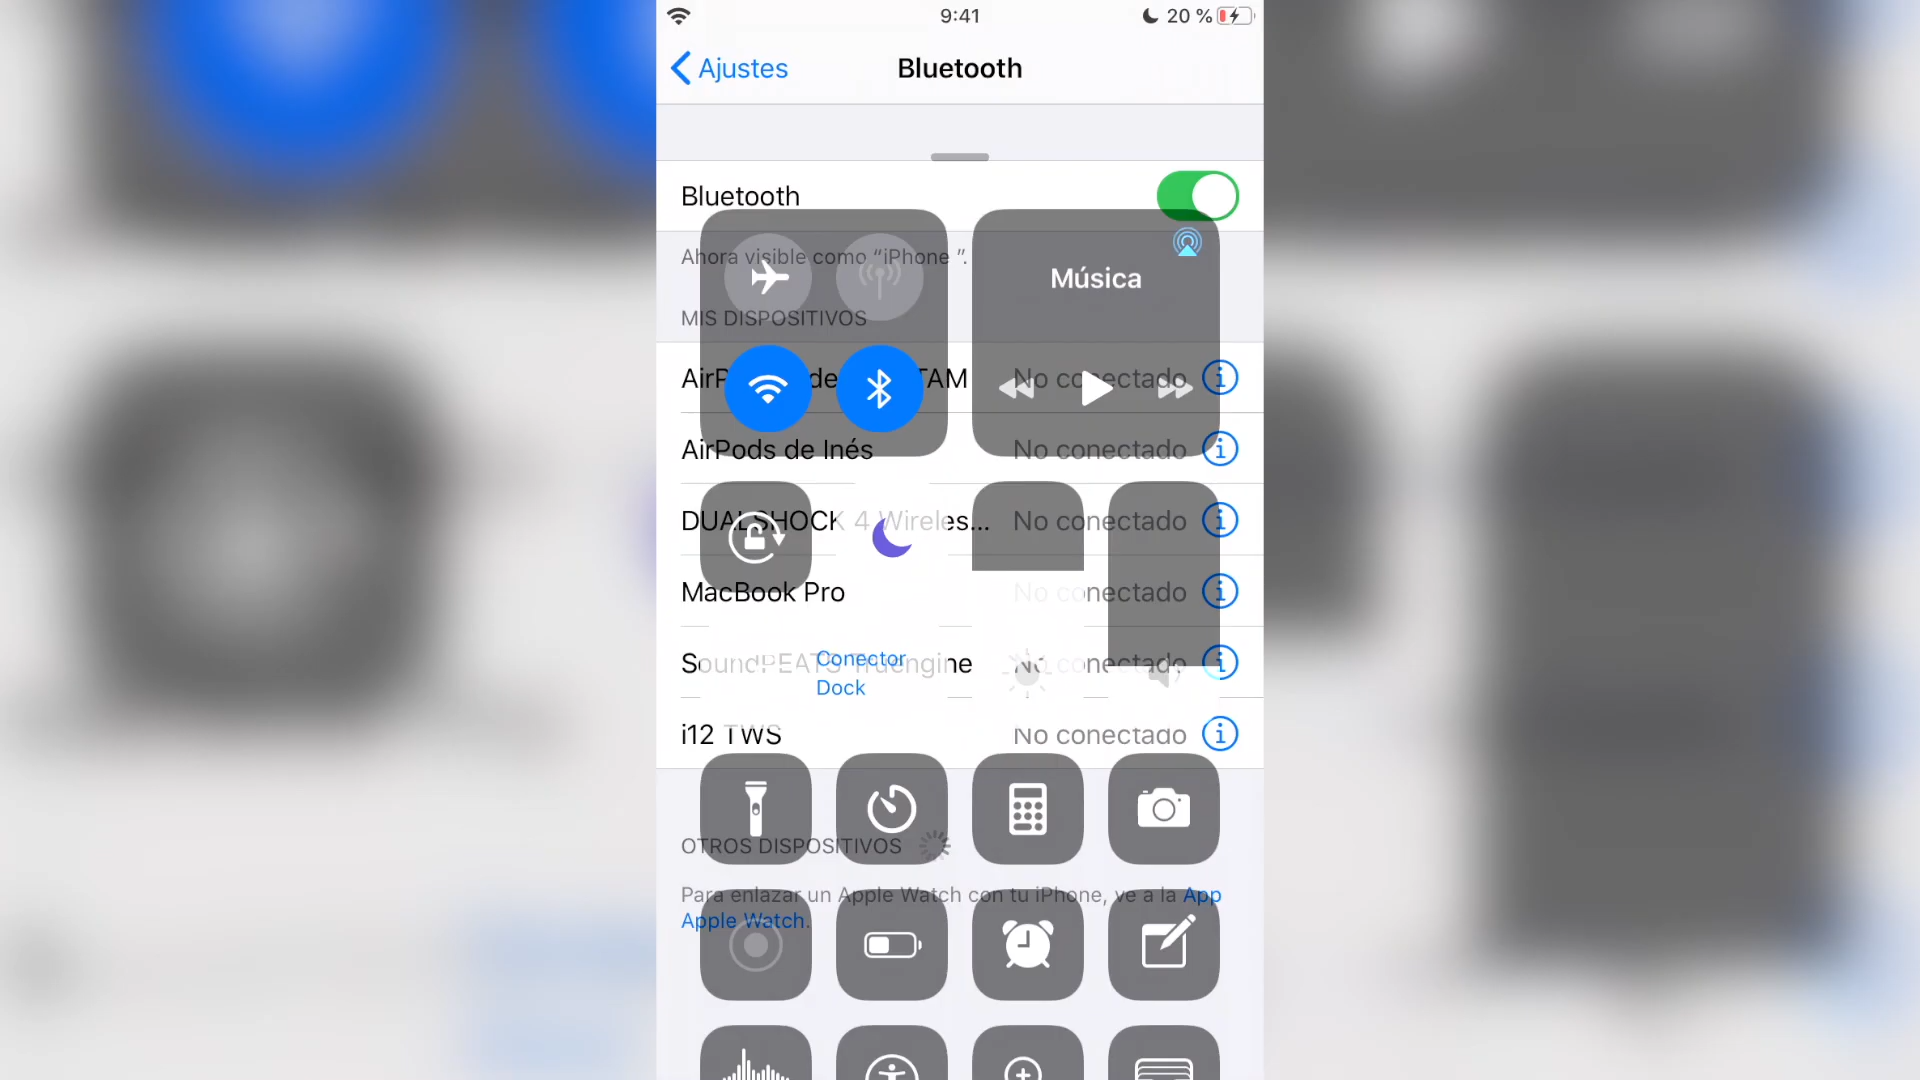 9:41
20 %
Ajustes
Bluetooth
Bluetooth
Ahora visible como “iPhone ”.
Música
MIS DISPOSITIVOS
de TAM No conectado
AirPods de Inés No conectado
DUALSHOCK 4 Wireles... No conectado
MacBook Pro No conectado
SoundPEATS Truengine No conectado
Conector
Dock
i12 TWS No conectado
OTROS DISPOSITIVOS
Para enlazar un Apple Watch con tu iPhone, ve a la App
Apple Watch.